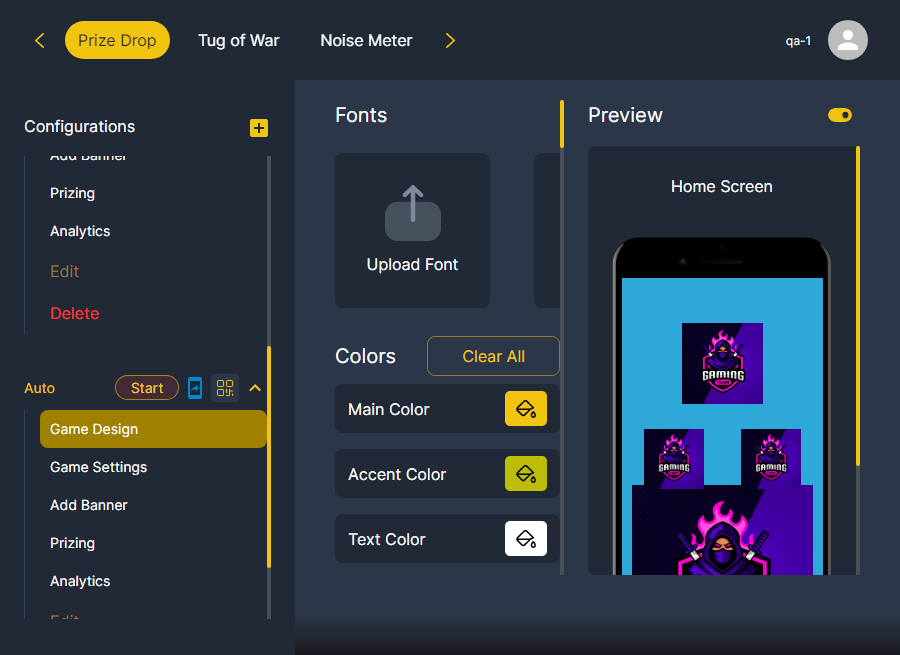 Prize Drop
Tug of War
Noise Meter
qa-1
Configurations
Add Banner
Prizing
Analytics
Edit
Delete
Auto
Start
Game Design
Game Settings
Add Banner
Prizing
Analytics
Edit
Fonts
Upload Font
Colors
Clear All
Main Color
Accent Color
Text Color
Preview
Home Screen
GAMING
GAMING
GAMING